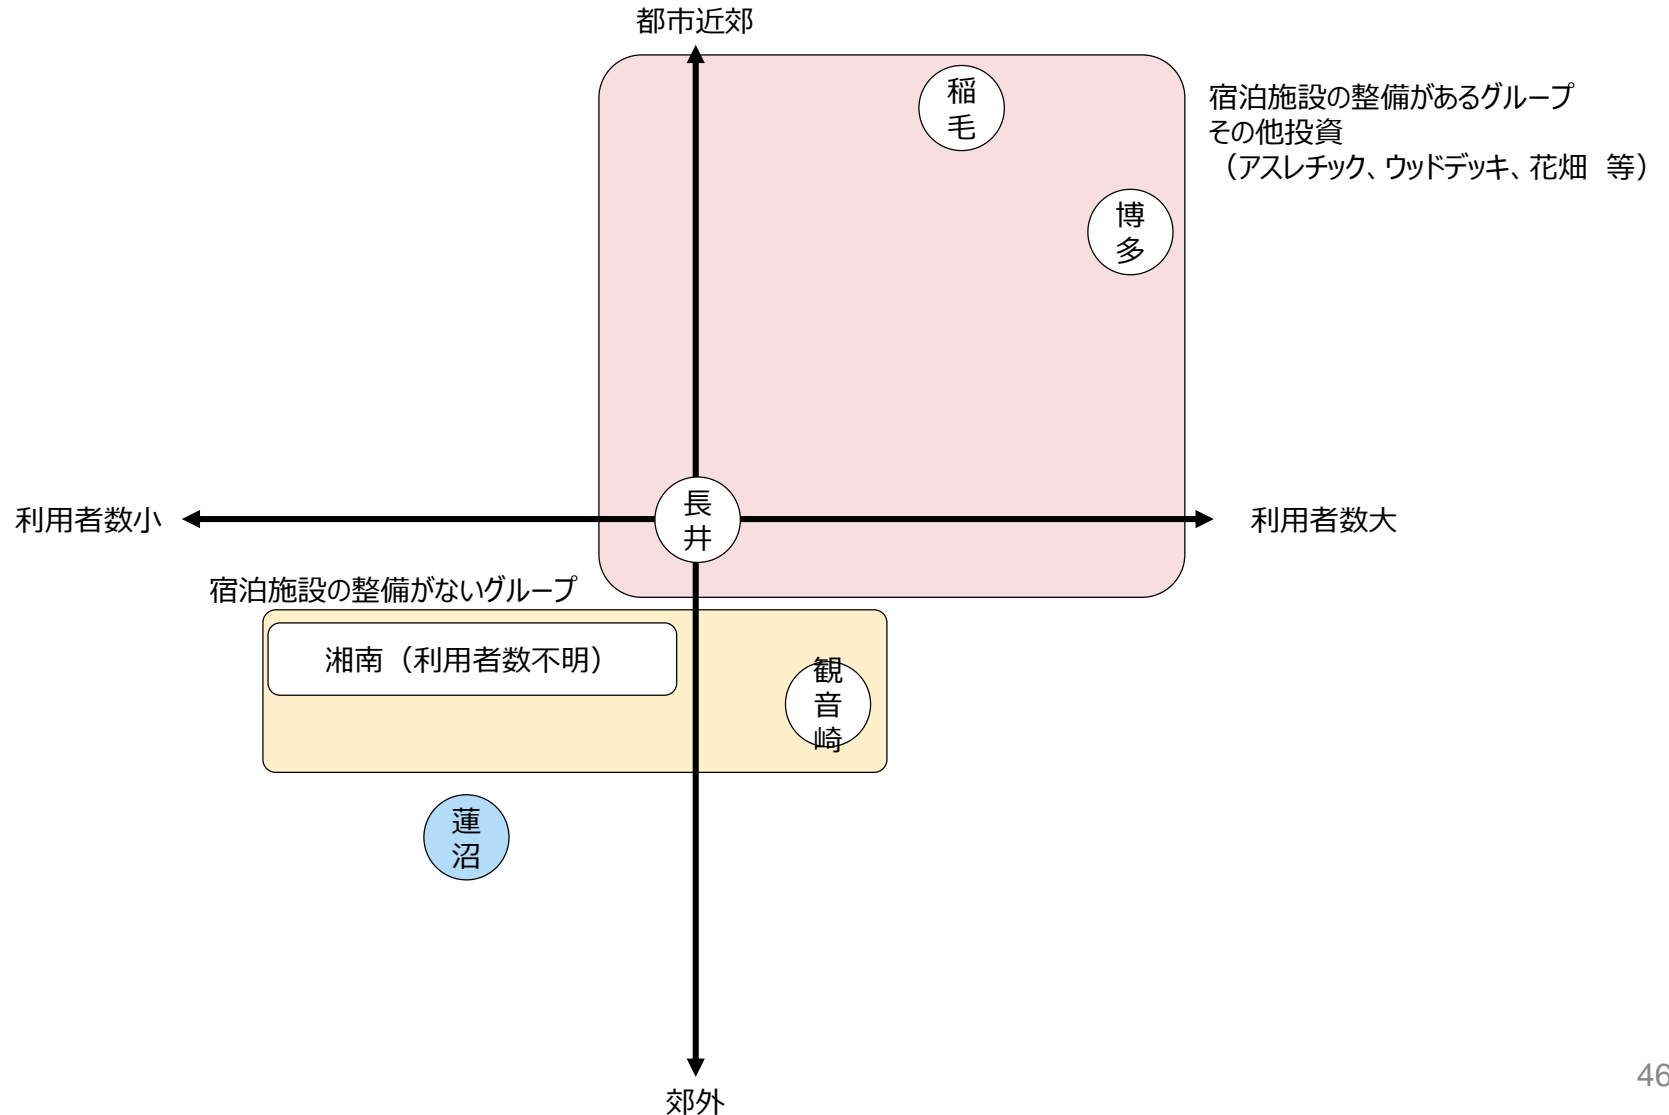 都市近郊
稲毛
宿泊施設の整備があるグループ
その他投資
（アスレチック、ウッドデッキ、花畑　等）
博多
利用者数小
長井
利用者数大
宿泊施設の整備がないグループ
湘南（利用者数不明）
観音崎
蓮沼
郊外
46